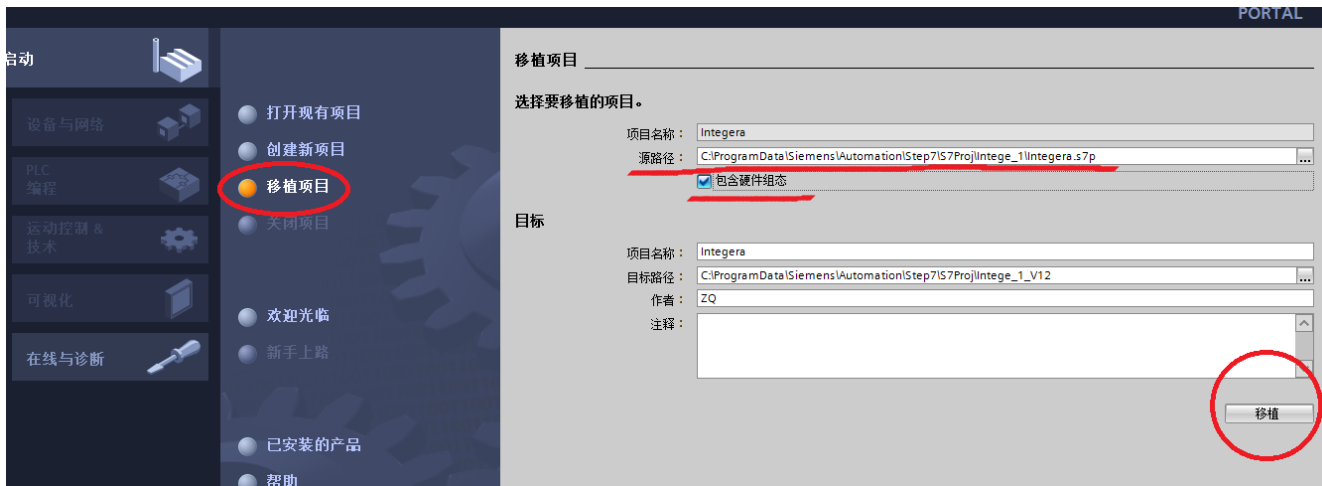 PORTAL
启动
设备与网络
PLC
编程
运动控制 &
技术
可视化
在线与诊断
打开现有项目
创建新项目
移植项目
关闭项目
欢迎光临
新手上路
已安装的产品
帮助
移植项目
选择要移植的项目。
项目名称： Integera
源路径： C:\ProgramData\Siemens\Automation\Step7\S7Proj\Intege_1\Integera.s7p ...
包含硬件组态
目标
项目名称： Integera
目标路径： C:\ProgramData\Siemens\Automation\Step7\S7Proj\Intege_1_V12 ...
作者： ZQ
注释：
移植